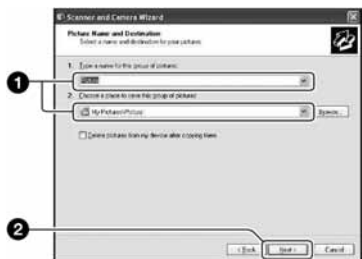 Scanner and Camera Wizard
Picture Name and Destination
Select a name and destination for your pictures.
1. Type a name for this group of pictures:
Picture
2. Choose a place to save this group of pictures:
My Pictures\Picture
Browse...
Delete pictures from my device after copying them
1
2
< Back
Next >
Cancel